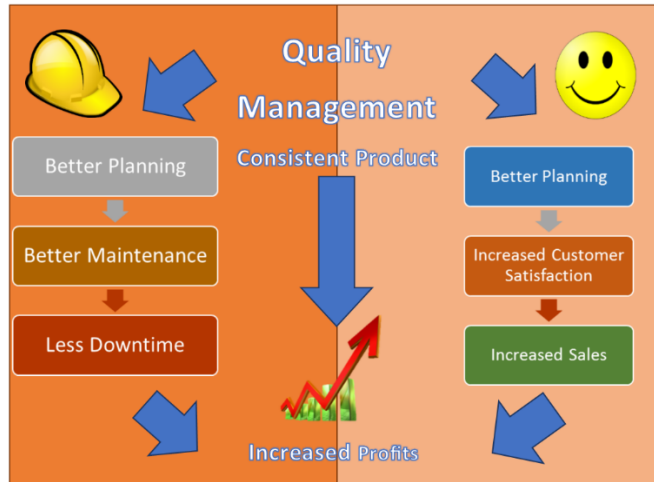 Quality
Management
Consistent Product
Better Planning
Better Maintenance
Less Downtime
Better Planning
Increased Customer
Satisfaction
Increased Sales
Increased Profits